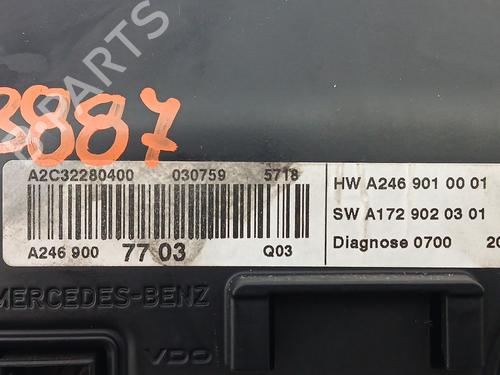 B-PARTS
3887
A2C32280400 030759 5718
HW A246 901 00 01
SW A172 902 03 01
A246 900 77 03 Q03
Diagnose 0700 20
MERCEDES-BENZ
VDO